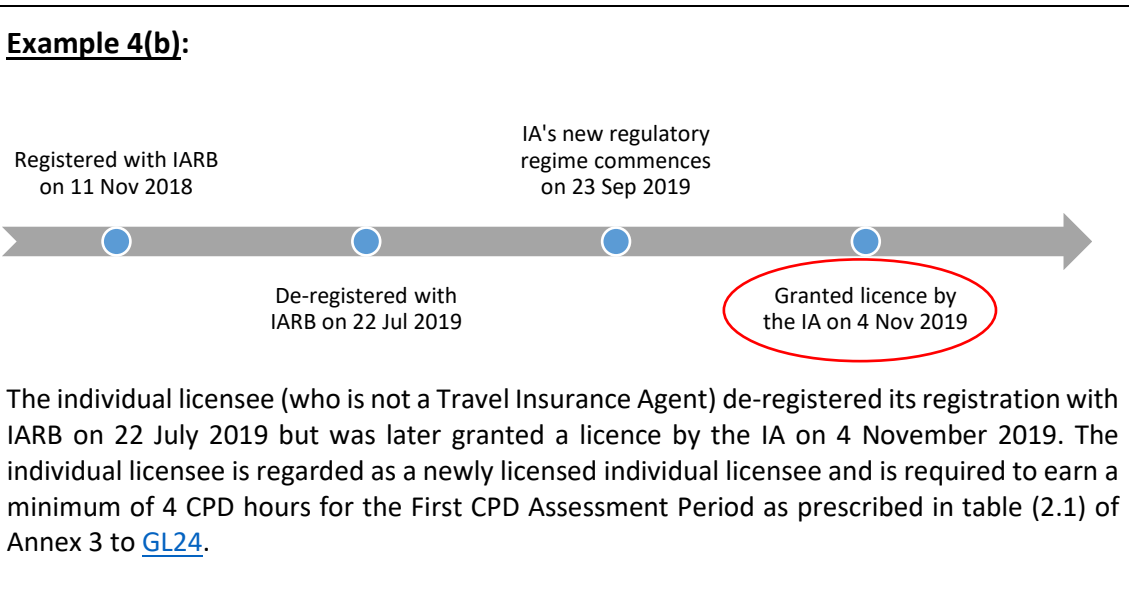 Example 4(b):
Registered with IARB
on 11 Nov 2018
IA's new regulatory
regime commences
on 23 Sep 2019
De-registered with
IARB on 22 Jul 2019
Granted licence by
the IA on 4 Nov 2019
The individual licensee (who is not a Travel Insurance Agent) de-registered its registration with
IARB on 22 July 2019 but was later granted a licence by the IA on 4 November 2019. The
individual licensee is regarded as a newly licensed individual licensee and is required to earn a
minimum of 4 CPD hours for the First CPD Assessment Period as prescribed in table (2.1) of
Annex 3 to GL24.